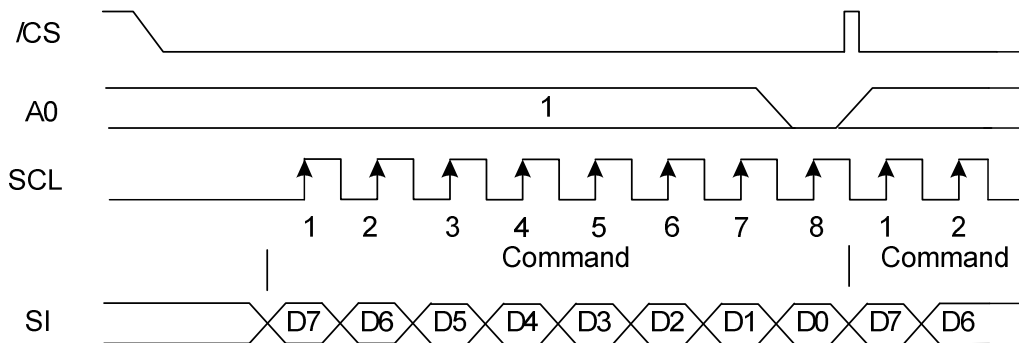 /CS
A0 1
SCL
1 2 3 4 5 6 7 8 1 2
Command Command
SI D7 D6 D5 D4 D3 D2 D1 D0 D7 D6